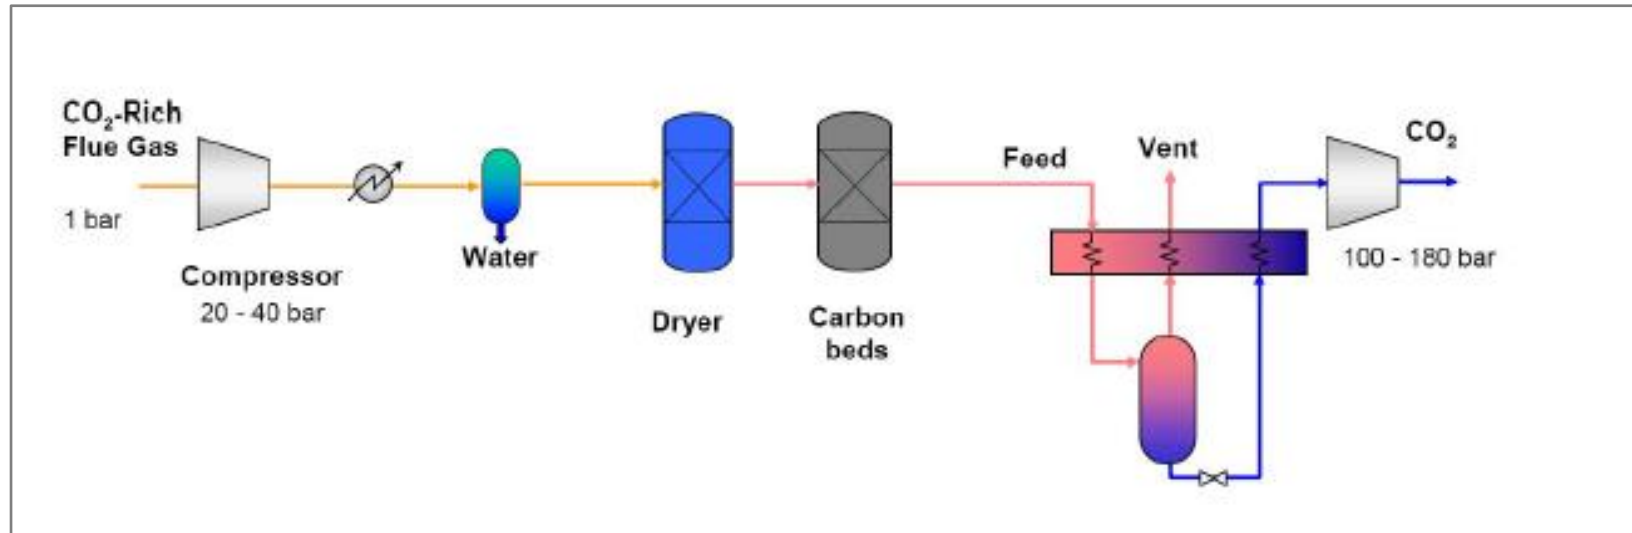 CO₂-Rich
Flue Gas
1 bar
Compressor
20 - 40 bar
Water
Dryer
Carbon
beds
Feed
Vent
CO₂
100 - 180 bar